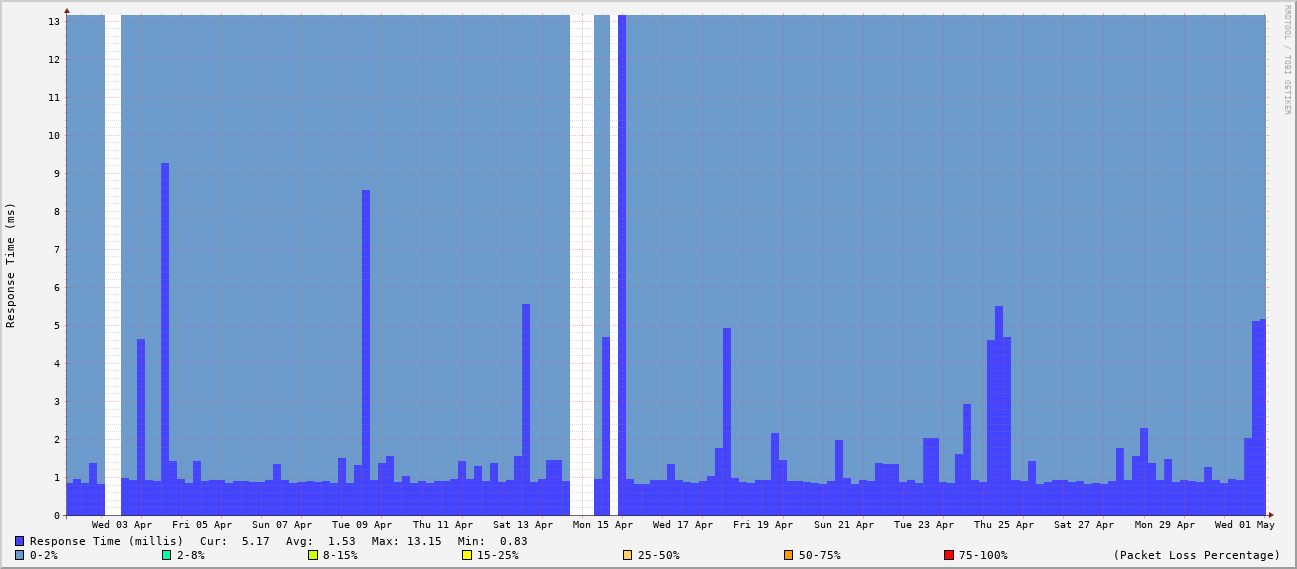 RRDTOOL / TOBI OETIKER
Response Time (ms)
13
12
11
10
9
8
7
6
5
4
3
2
1
0
Wed 03 Apr Fri 05 Apr Sun 07 Apr Tue 09 Apr Thu 11 Apr Sat 13 Apr Mon 15 Apr Wed 17 Apr Fri 19 Apr Sun 21 Apr Tue 23 Apr Thu 25 Apr Sat 27 Apr Mon 29 Apr Wed 01 May
Response Time (millis) Cur: 5.17 Avg: 1.53 Max: 13.15 Min: 0.83
0-2% 2-8% 8-15% 15-25% 25-50% 50-75% 75-100% (Packet Loss Percentage)